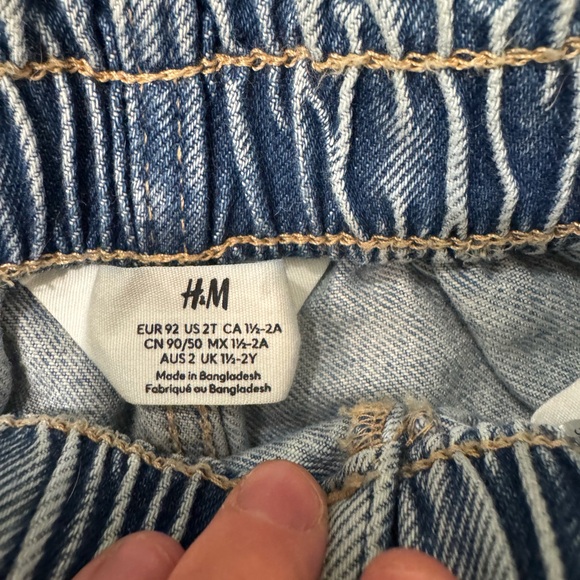 H&M
EUR 92 US 2T CA 1½-2A
CN 90/50 MX 1½-2A
AUS 2 UK 1½-2Y
Made in Bangladesh
Fabriqué au Bangladesh